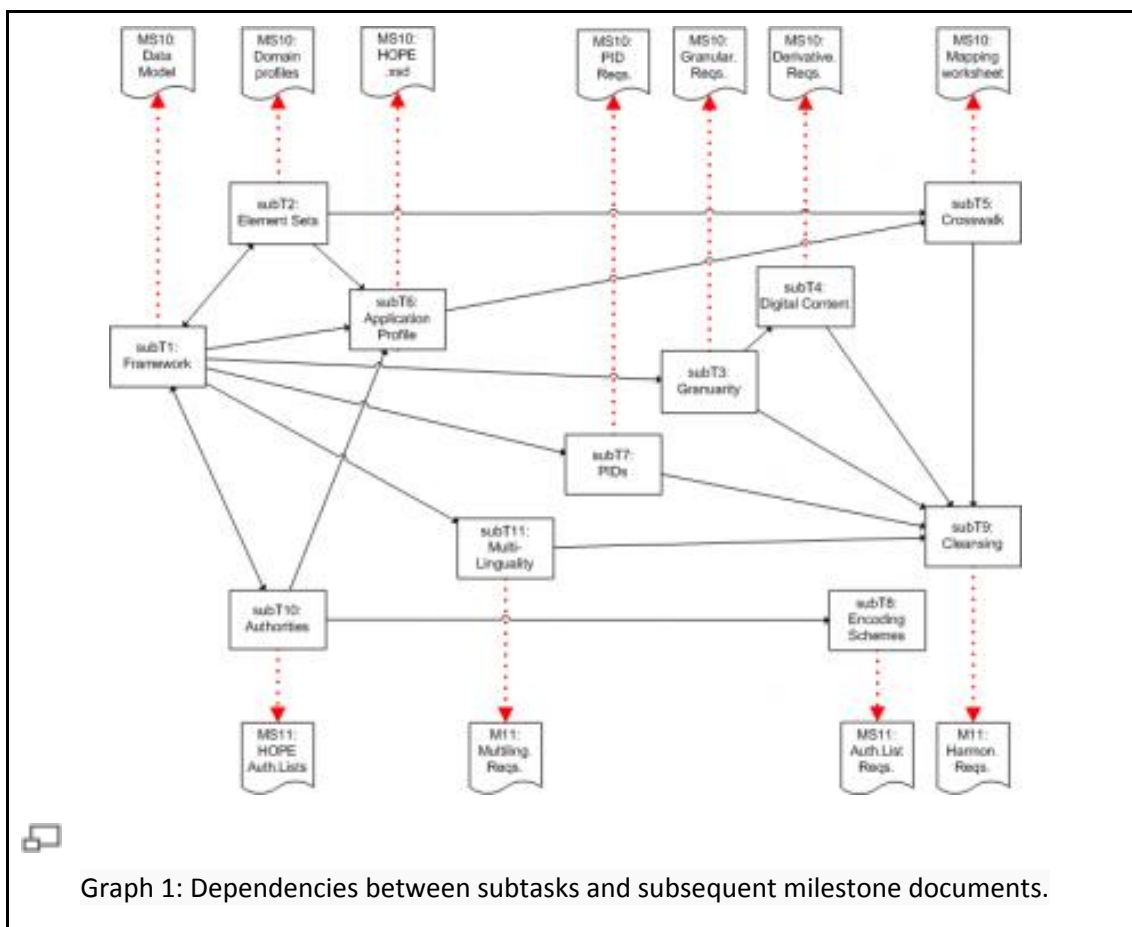 MS10:
Data
Model
MS10:
Domain
profiles
MS10:
HOPE
.xsd
MS10:
PID
Reqs.
MS10:
Granular.
Reqs.
MS10:
Derivative.
Reqs.
MS10:
Mapping
worksheet
subT2:
Element Sets
subT5:
Crosswalk
subT6:
Application
Profile
subT4:
Digital Content
subT1:
Framework
subT3:
Granuarity
subT7:
PIDs
subT11:
Multi-
Linguality
subT9:
Cleansing
subT10:
Authorities
subT8:
Encoding
Schemes
MS11:
HOPE
Auth.Lists
M11:
Multiling.
Reqs.
MS11:
Auth.List
Reqs.
M11:
Harmon.
Reqs.
Graph 1: Dependencies between subtasks and subsequent milestone documents.